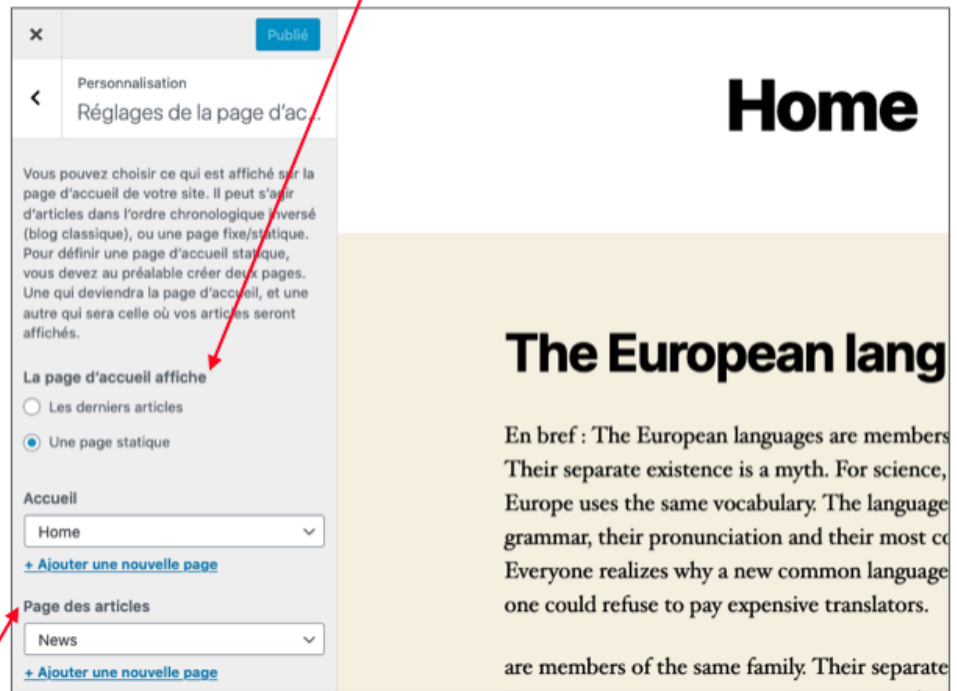 Publié
Personnalisation
Réglages de la page d'ac...
Vous pouvez choisir ce qui est affiché sur la
page d'accueil de votre site. Il peut s'agir
d'articles dans l'ordre chronologique inversé
(blog classique), ou une page fixe/statique.
Pour définir une page d'accueil statique,
vous devez au préalable créer deux pages.
Une qui deviendra la page d'accueil, et une
autre qui sera celle où vos articles seront
affichés.
La page d'accueil affiche
Les derniers articles
Une page statique
Accueil
Home
+ Ajouter une nouvelle page
Page des articles
News
+ Ajouter une nouvelle page
Home
The European lang
En bref : The European languages are members
Their separate existence is a myth. For science,
Europe uses the same vocabulary. The language
grammar, their pronunciation and their most co
Everyone realizes why a new common language
one could refuse to pay expensive translators.
are members of the same family. Their separate